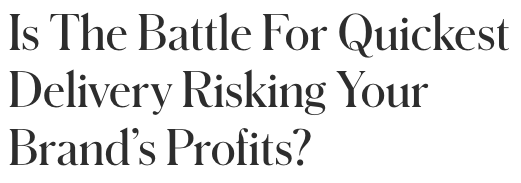 Is The Battle For Quickest
Delivery Risking Your
Brand’s Profits?